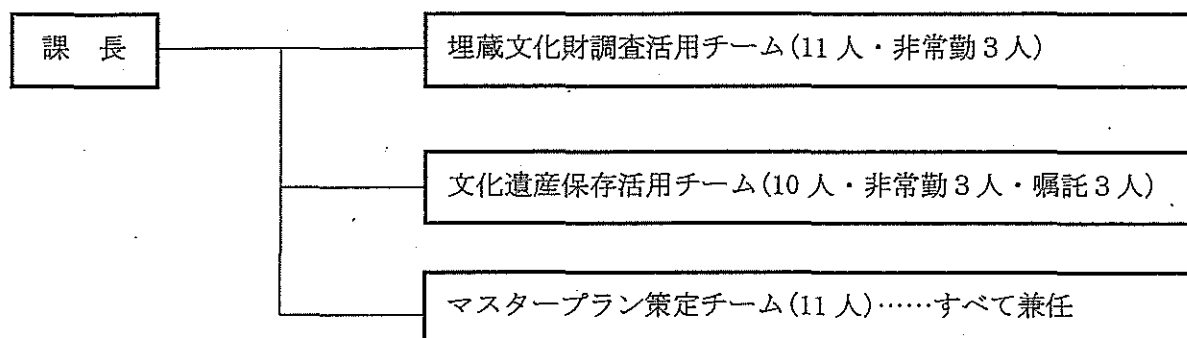 課　長
埋蔵文化財調査活用チーム(11 人・非常勤３人)
文化遺産保存活用チーム(10 人・非常勤３人・嘱託３人)
マスタープラン策定チーム(11 人)……すべて兼任